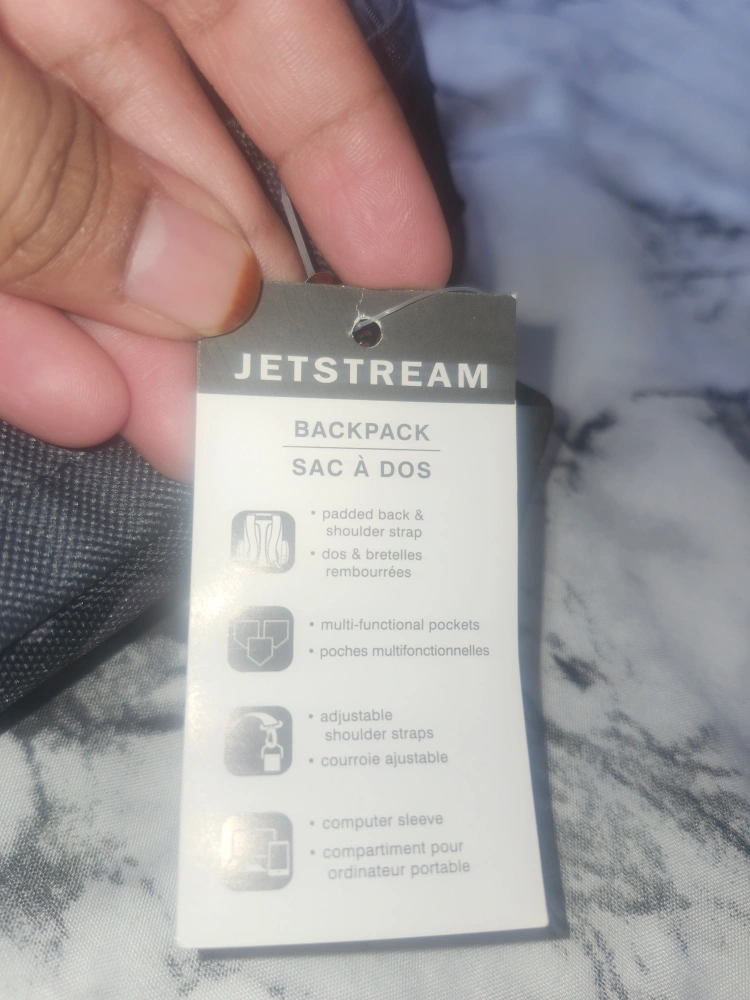 JETSTREAM
BACKPACK
SAC À DOS
• padded back &
shoulder strap
• dos & bretelles
rembourrées
• multi-functional pockets
• poches multifonctionnelles
• adjustable
shoulder straps
• courroie ajustable
• computer sleeve
• compartiment pour
ordinateur portable